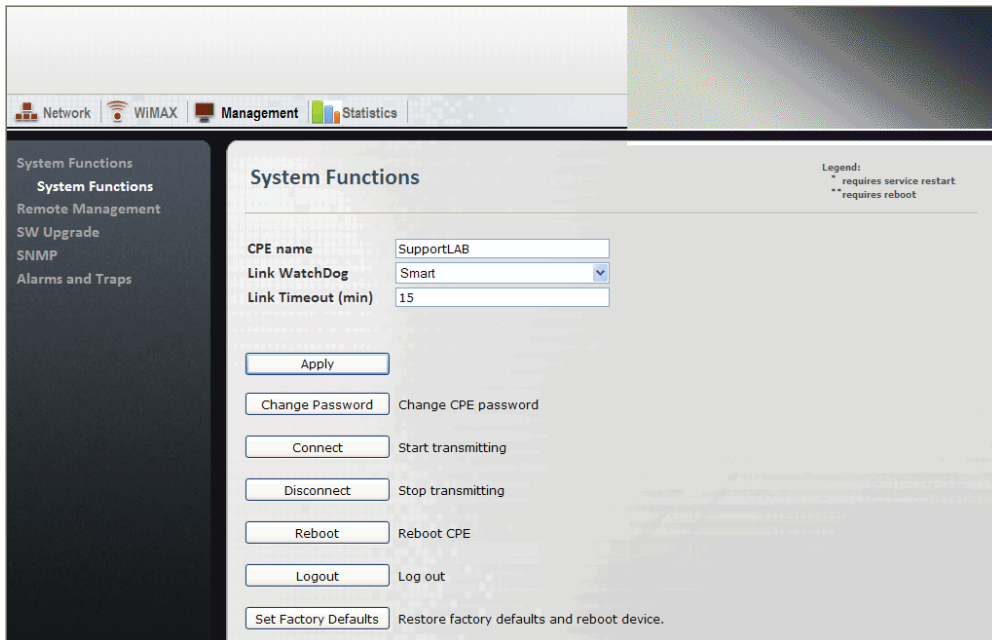 Network WiMAX Management Statistics
System Functions
System Functions
Remote Management
SW Upgrade
SNMP
Alarms and Traps
System Functions
Legend:
* requires service restart
** requires reboot
CPE name SupportLAB
Link WatchDog Smart
Link Timeout (min) 15
Apply
Change Password Change CPE password
Connect Start transmitting
Disconnect Stop transmitting
Reboot Reboot CPE
Logout Log out
Set Factory Defaults Restore factory defaults and reboot device.